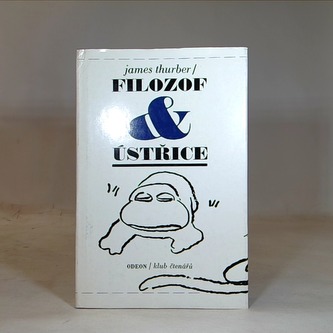 james thurber/
FILOZOF
&
ÚSTŘICE
ODEON/klub čtenářů